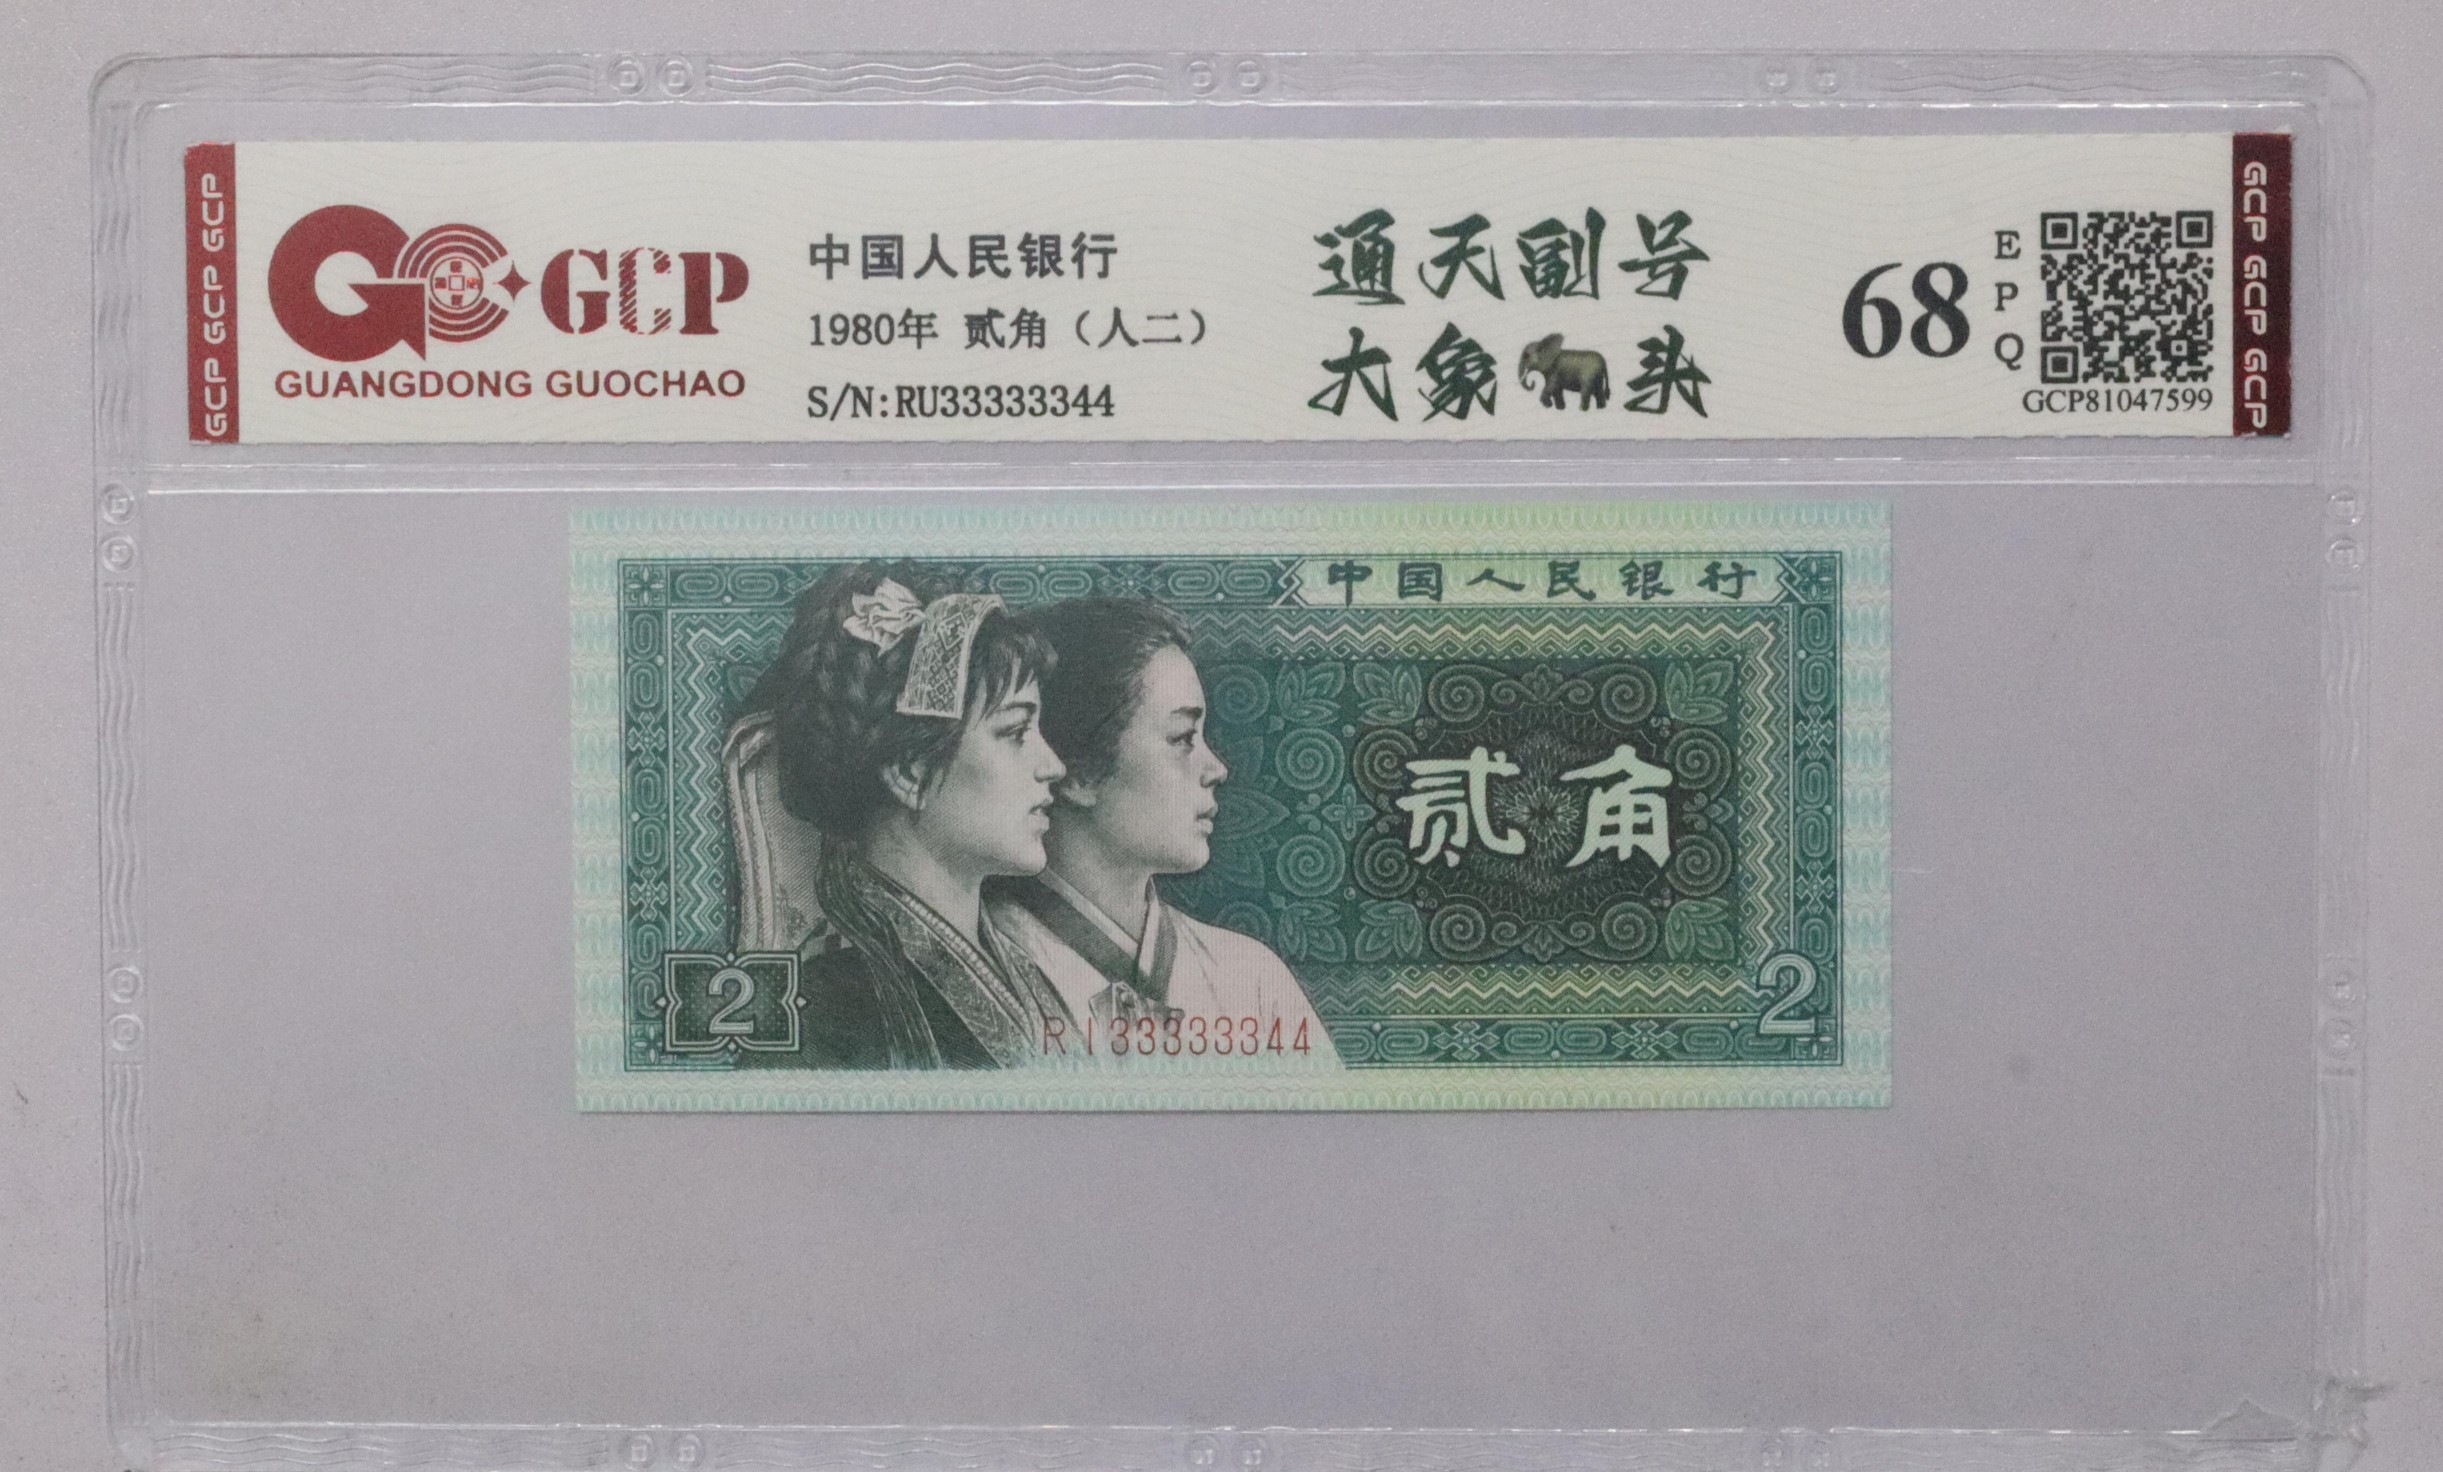 GCP GCP GCP
GCP
GUANGDONG GUOCHAO
中国人民银行
1980年 贰角（人二）
S/N:RU33333344
通天副号
大象头
68
EPQ
GCP81047599
GCP GCP GCP
中国人民银行
贰角
2
2
RI33333344